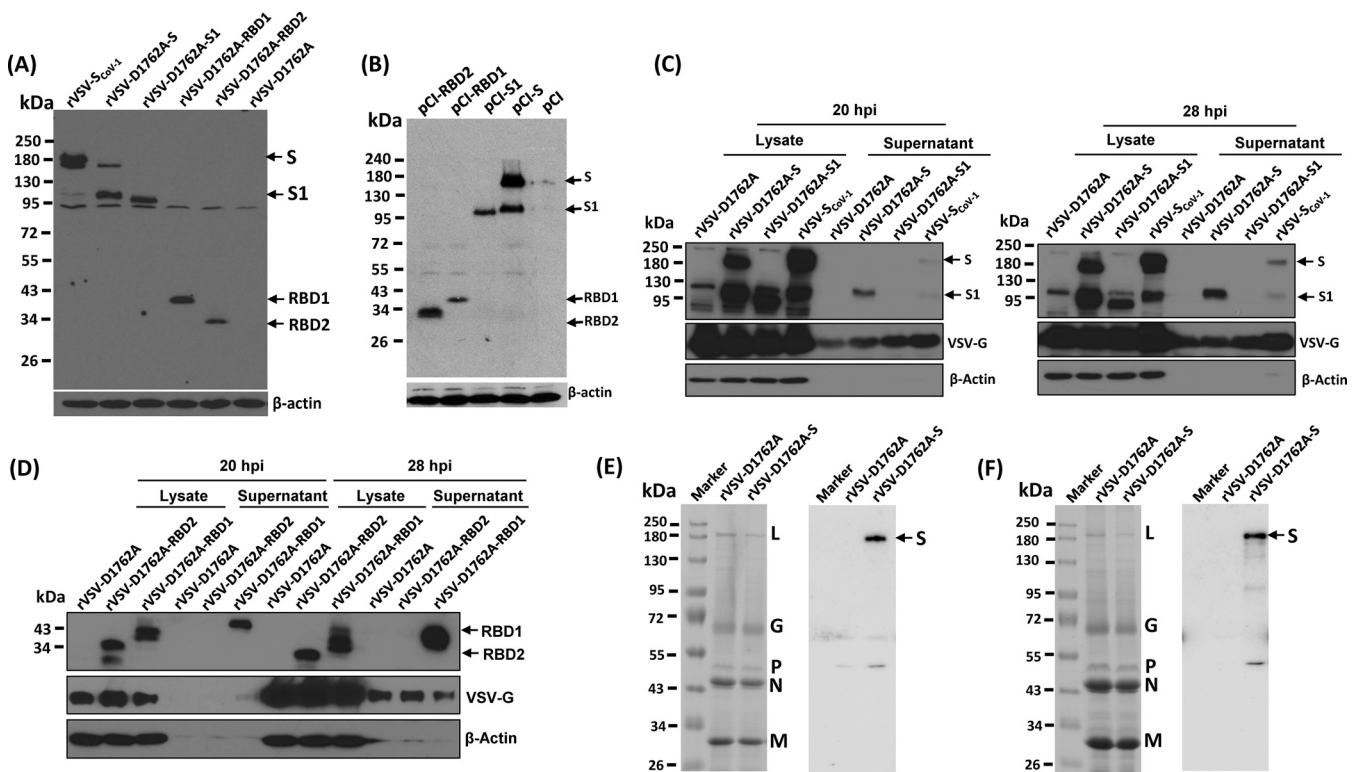 (A)
rVSV-SCoV-1
rVSV-D1762A-S
rVSV-D1762A-S1
rVSV-D1762A-RBD1
rVSV-D1762A-RBD2
rVSV-D1762A
kDa
250
180
130
95
72
55
43
34
26
S
S1
RBD1
RBD2
β-actin
(B)
pCI-RBD2
pCI-RBD1
pCI-S1
pCI-S
pCI
kDa
240
180
130
95
72
55
43
34
26
S
S1
RBD1
RBD2
β-actin
(C)
20 hpi
Lysate Supernatant
rVSV-D1762A
rVSV-D1762A-S
rVSV-D1762A-S1
rVSV-SCoV-1
rVSV-D1762A
rVSV-D1762A-S
rVSV-D1762A-S1
rVSV-SCoV-1
250
180
130
95
S
S1
VSV-G
β-Actin
28 hpi
Lysate Supernatant
rVSV-D1762A
rVSV-D1762A-S
rVSV-D1762A-S1
rVSV-SCoV-1
rVSV-D1762A
rVSV-D1762A-S
rVSV-D1762A-S1
rVSV-SCoV-1
250
180
130
95
S
S1
VSV-G
β-Actin
(D)
20 hpi 28 hpi
Lysate Supernatant Lysate Supernatant
rVSV-D1762A
rVSV-D1762A-RBD2
rVSV-D1762A-RBD1
rVSV-D1762A
rVSV-D1762A-RBD2
rVSV-D1762A-RBD1
rVSV-D1762A
rVSV-D1762A-RBD2
rVSV-D1762A-RBD1
rVSV-D1762A
rVSV-D1762A-RBD2
rVSV-D1762A-RBD1
kDa
43
34
RBD1
RBD2
VSV-G
β-Actin
(E)
Marker
rVSV-D1762A
rVSV-D1762A-S
Marker
rVSV-D1762A
rVSV-D1762A-S
kDa
250
180
130
95
72
55
43
34
26
L
G
P
N
M
S
(F)
Marker
rVSV-D1762A
rVSV-D1762A-S
Marker
rVSV-D1762A
rVSV-D1762A-S
kDa
250
180
130
95
72
55
43
34
26
L
G
P
N
M
S